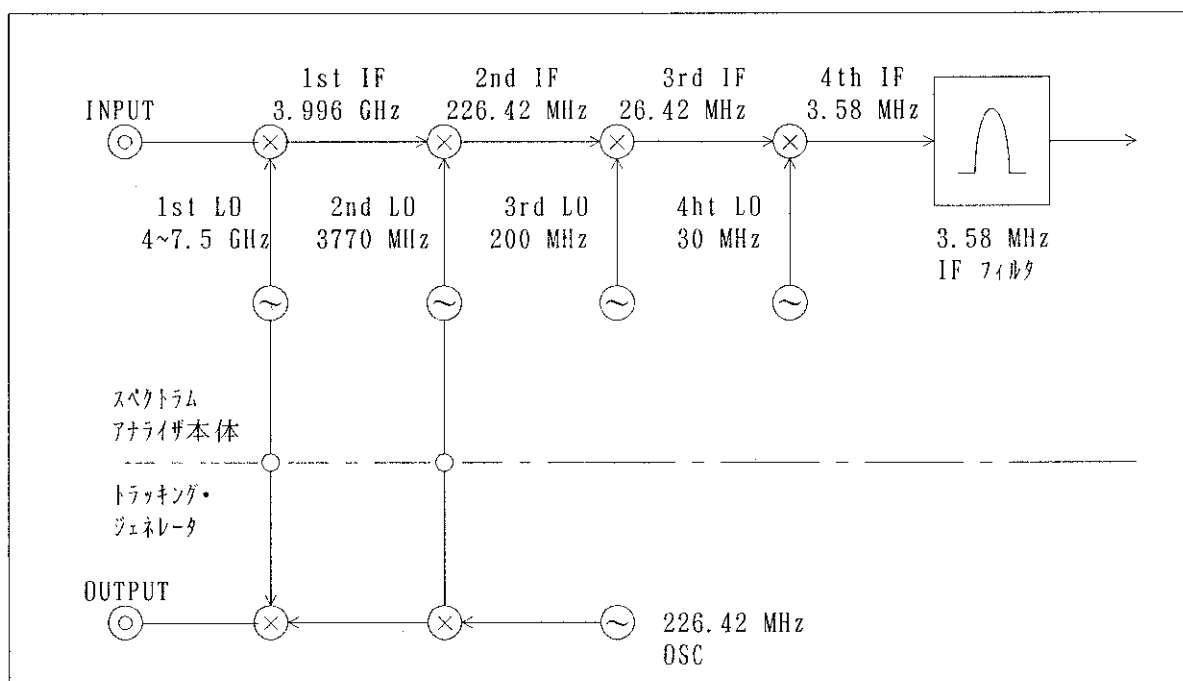 1st IF
3.996 GHz
2nd IF
226.42 MHz
3rd IF
26.42 MHz
4th IF
3.58 MHz
INPUT
1st LO
4~7.5 GHz
2nd LO
3770 MHz
3rd LO
200 MHz
4ht LO
30 MHz
3.58 MHz
IF フィルタ
スペクトラム
アナライザ本体
トラッキング・
ジェネレータ
OUTPUT
226.42 MHz
OSC